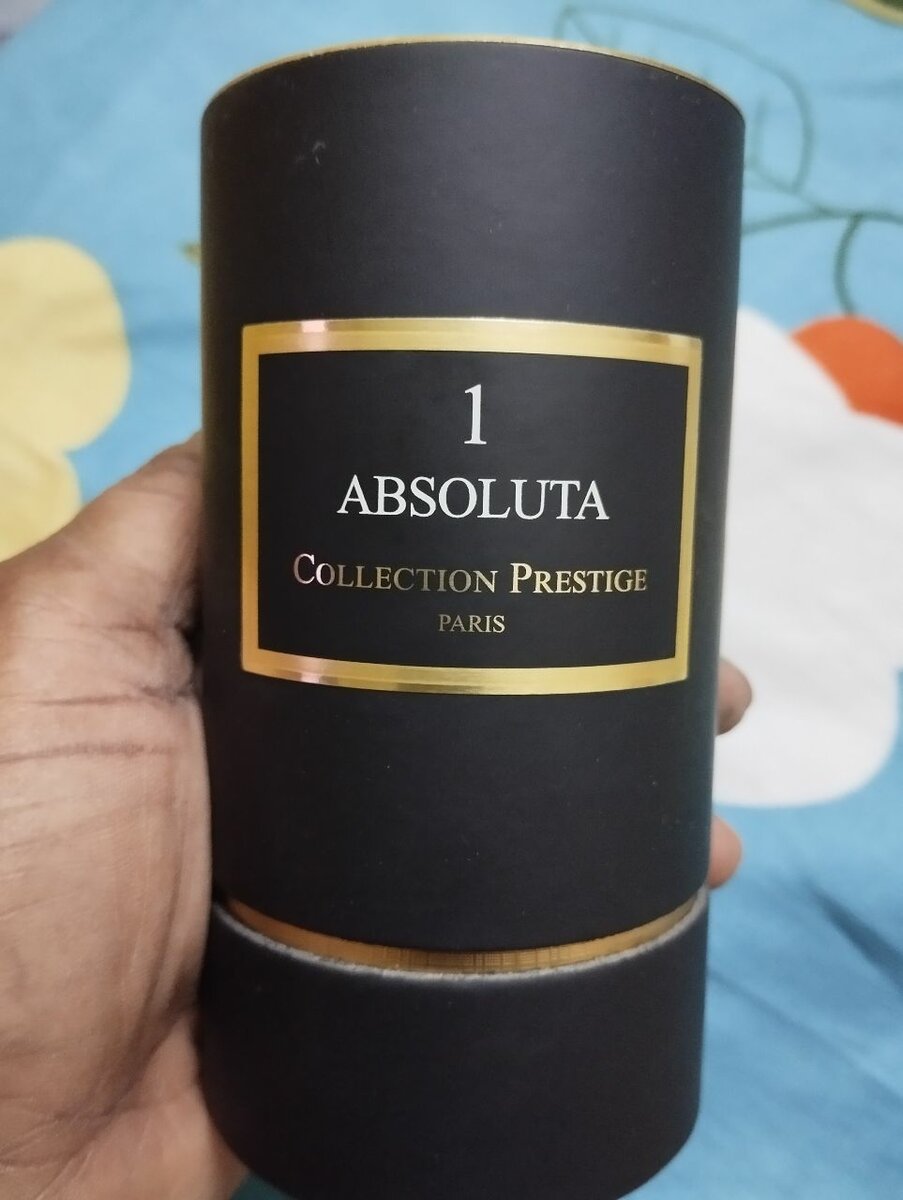 1
ABSOLUTA
COLLECTION PRESTIGE
PARIS